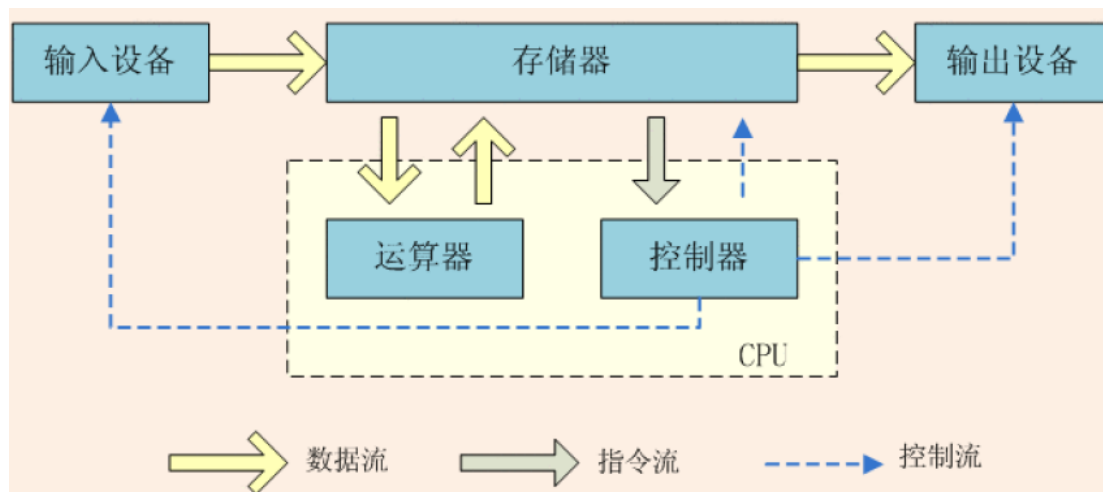 输入设备
存储器
输出设备
运算器
控制器
CPU
数据流
指令流
控制流